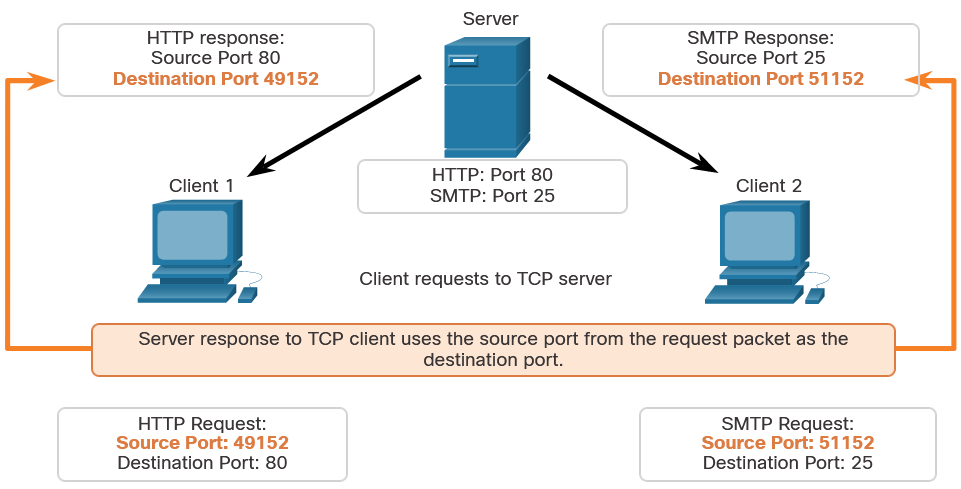 Server
HTTP response:
Source Port 80
Destination Port 49152
SMTP Response:
Source Port 25
Destination Port 51152
HTTP: Port 80
SMTP: Port 25
Client 1
Client 2
Client requests to TCP server
Server response to TCP client uses the source port from the request packet as the
destination port.
HTTP Request:
Source Port: 49152
Destination Port: 80
SMTP Request:
Source Port: 51152
Destination Port: 25